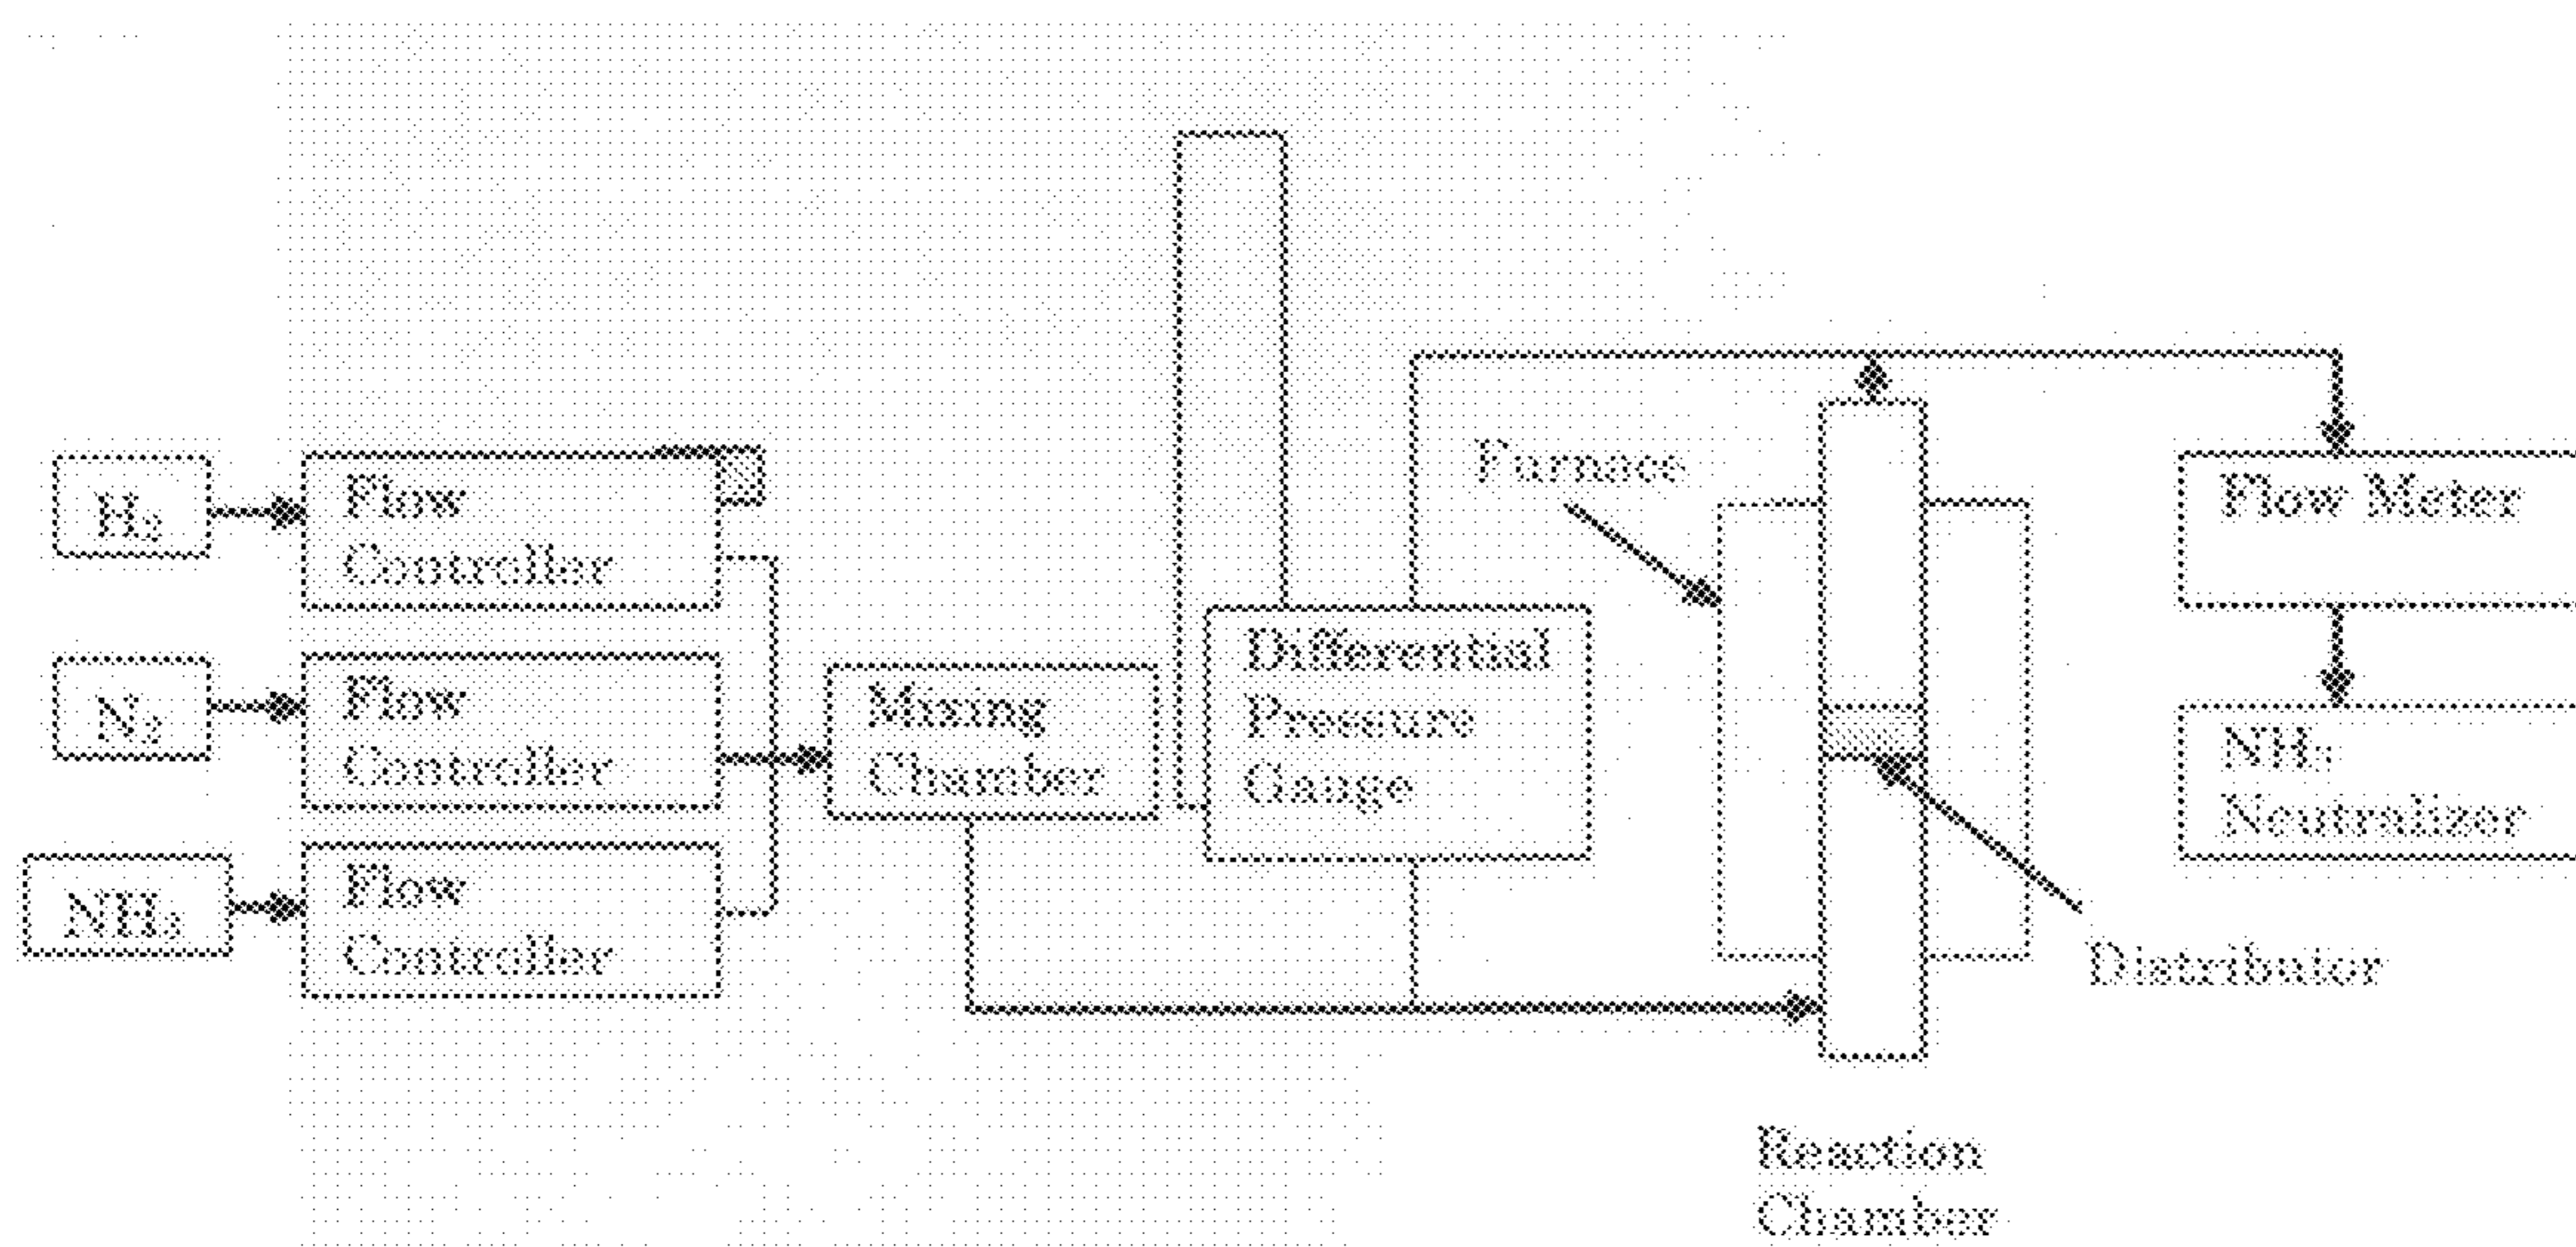 H₂
Flow
Controller
N₂
Flow
Controller
NH₃
Flow
Controller
Mixing
Chamber
Differential
Pressure
Gauge
Furnace
Flow Meter
NH₃
Neutralizer
Distributor
Reaction
Chamber